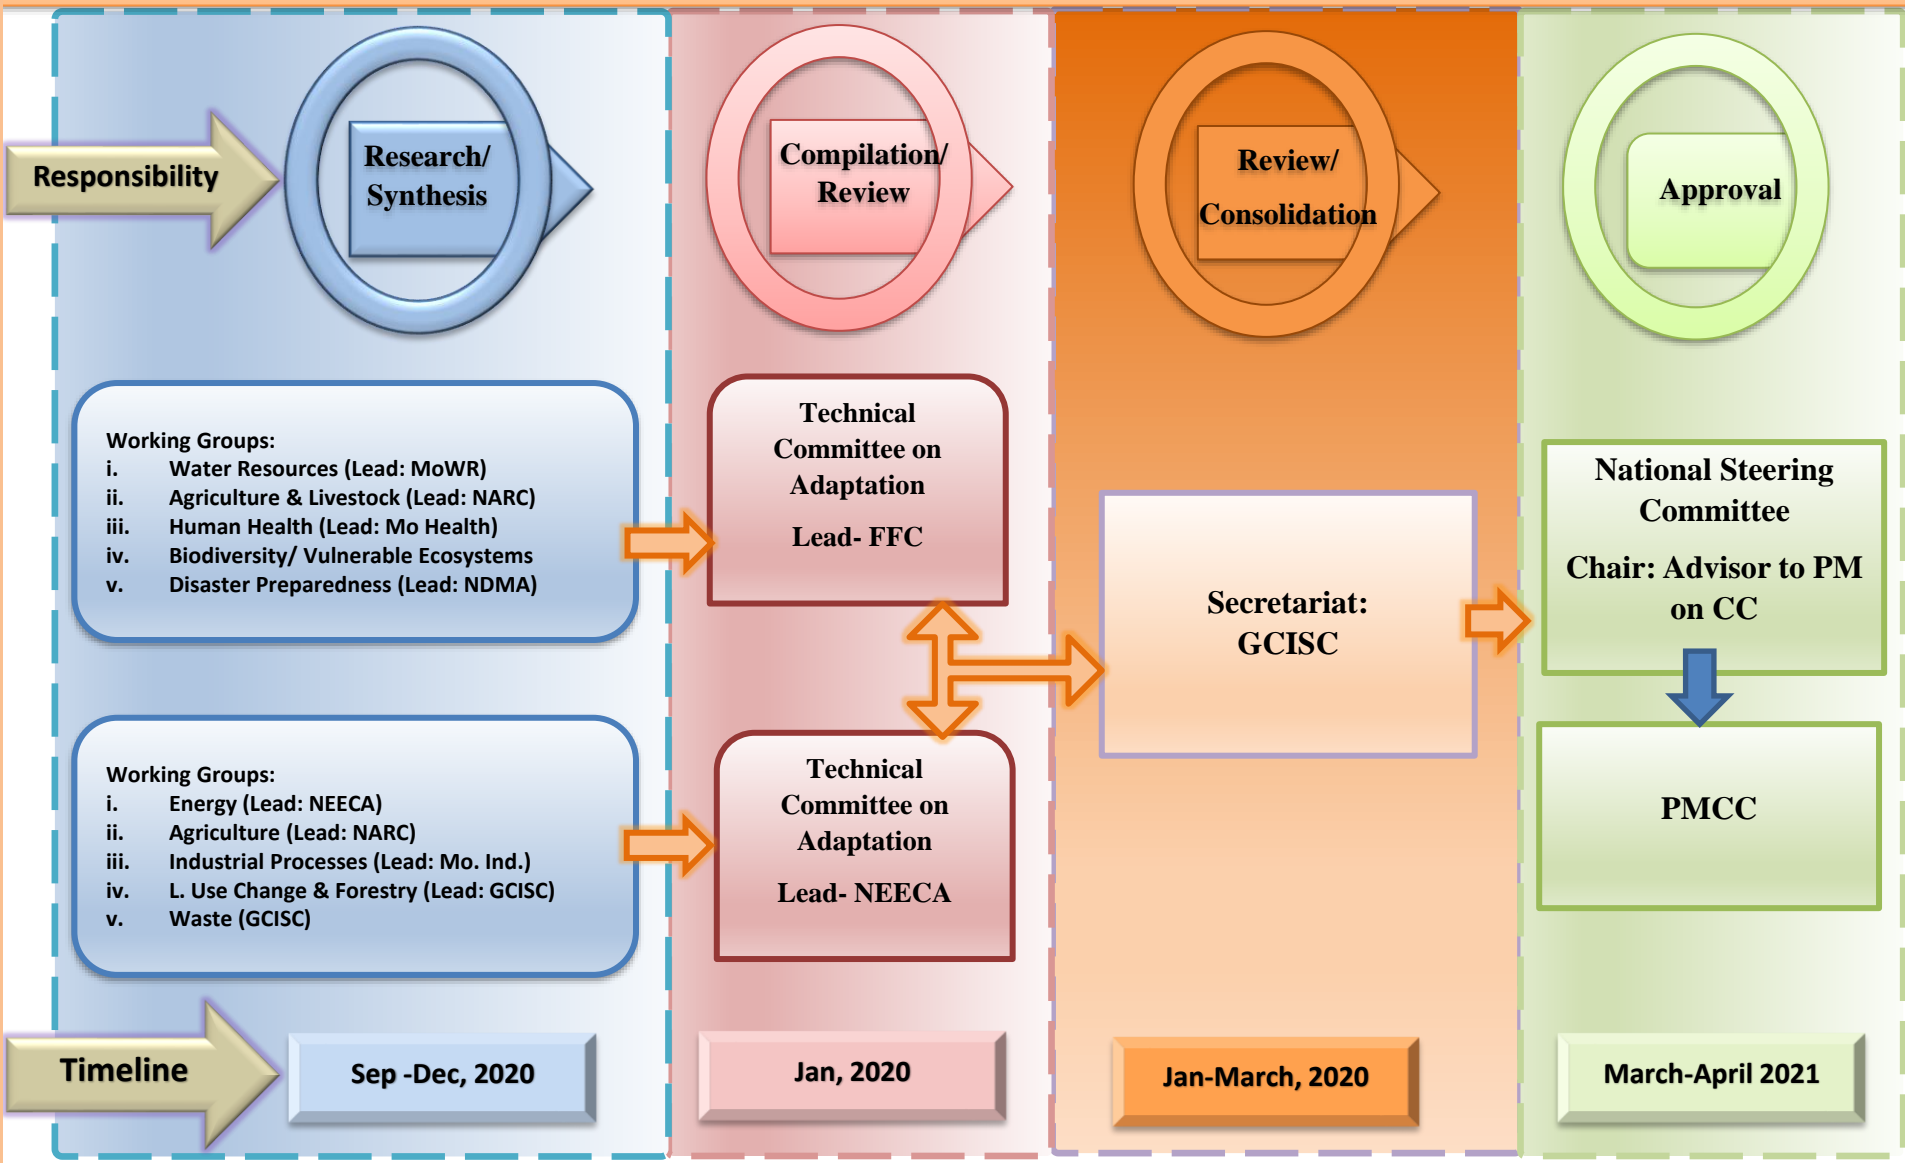 Responsibility
Research/
Synthesis
Compilation/
Review
Review/
Consolidation
Approval
Working Groups:
i. Water Resources (Lead: MoWR)
ii. Agriculture & Livestock (Lead: NARC)
iii. Human Health (Lead: Mo Health)
iv. Biodiversity/ Vulnerable Ecosystems
v. Disaster Preparedness (Lead: NDMA)
Technical
Committee on
Adaptation
Lead- FFC
Working Groups:
i. Energy (Lead: NEECA)
ii. Agriculture (Lead: NARC)
iii. Industrial Processes (Lead: Mo. Ind.)
iv. L. Use Change & Forestry (Lead: GCISC)
v. Waste (GCISC)
Technical
Committee on
Adaptation
Lead- NEECA
Secretariat:
GCISC
National Steering
Committee
Chair: Advisor to PM
on CC
PMCC
Timeline
Sep -Dec, 2020
Jan, 2020
Jan-March, 2020
March-April 2021